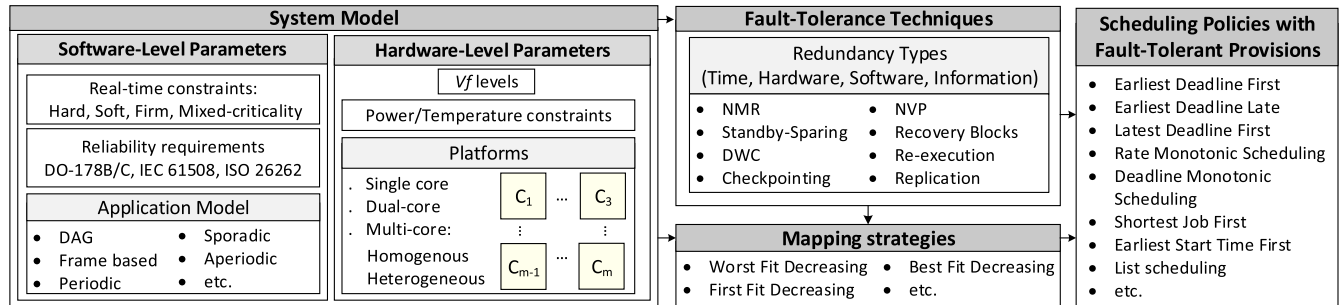 System Model
Software-Level Parameters
Real-time constraints:
Hard, Soft, Firm, Mixed-criticality
Reliability requirements
DO-178B/C, IEC 61508, ISO 26262
Application Model
• DAG
• Frame based
• Periodic
• Sporadic
• Aperiodic
• etc.
Hardware-Level Parameters
Vf levels
Power/Temperature constraints
Platforms
. Single core
. Dual-core
. Multi-core:
Homogenous
Heterogeneous
C1 ... C3
⋮ ⋮
Cm-1 ... Cm
Fault-Tolerance Techniques
Redundancy Types
(Time, Hardware, Software, Information)
• NMR
• Standby-Sparing
• DWC
• Checkpointing
• NVP
• Recovery Blocks
• Re-execution
• Replication
Mapping strategies
• Worst Fit Decreasing
• First Fit Decreasing
• Best Fit Decreasing
• etc.
Scheduling Policies with
Fault-Tolerant Provisions
• Earliest Deadline First
• Earliest Deadline Late
• Latest Deadline First
• Rate Monotonic Scheduling
• Deadline Monotonic
Scheduling
• Shortest Job First
• Earliest Start Time First
• List scheduling
• etc.